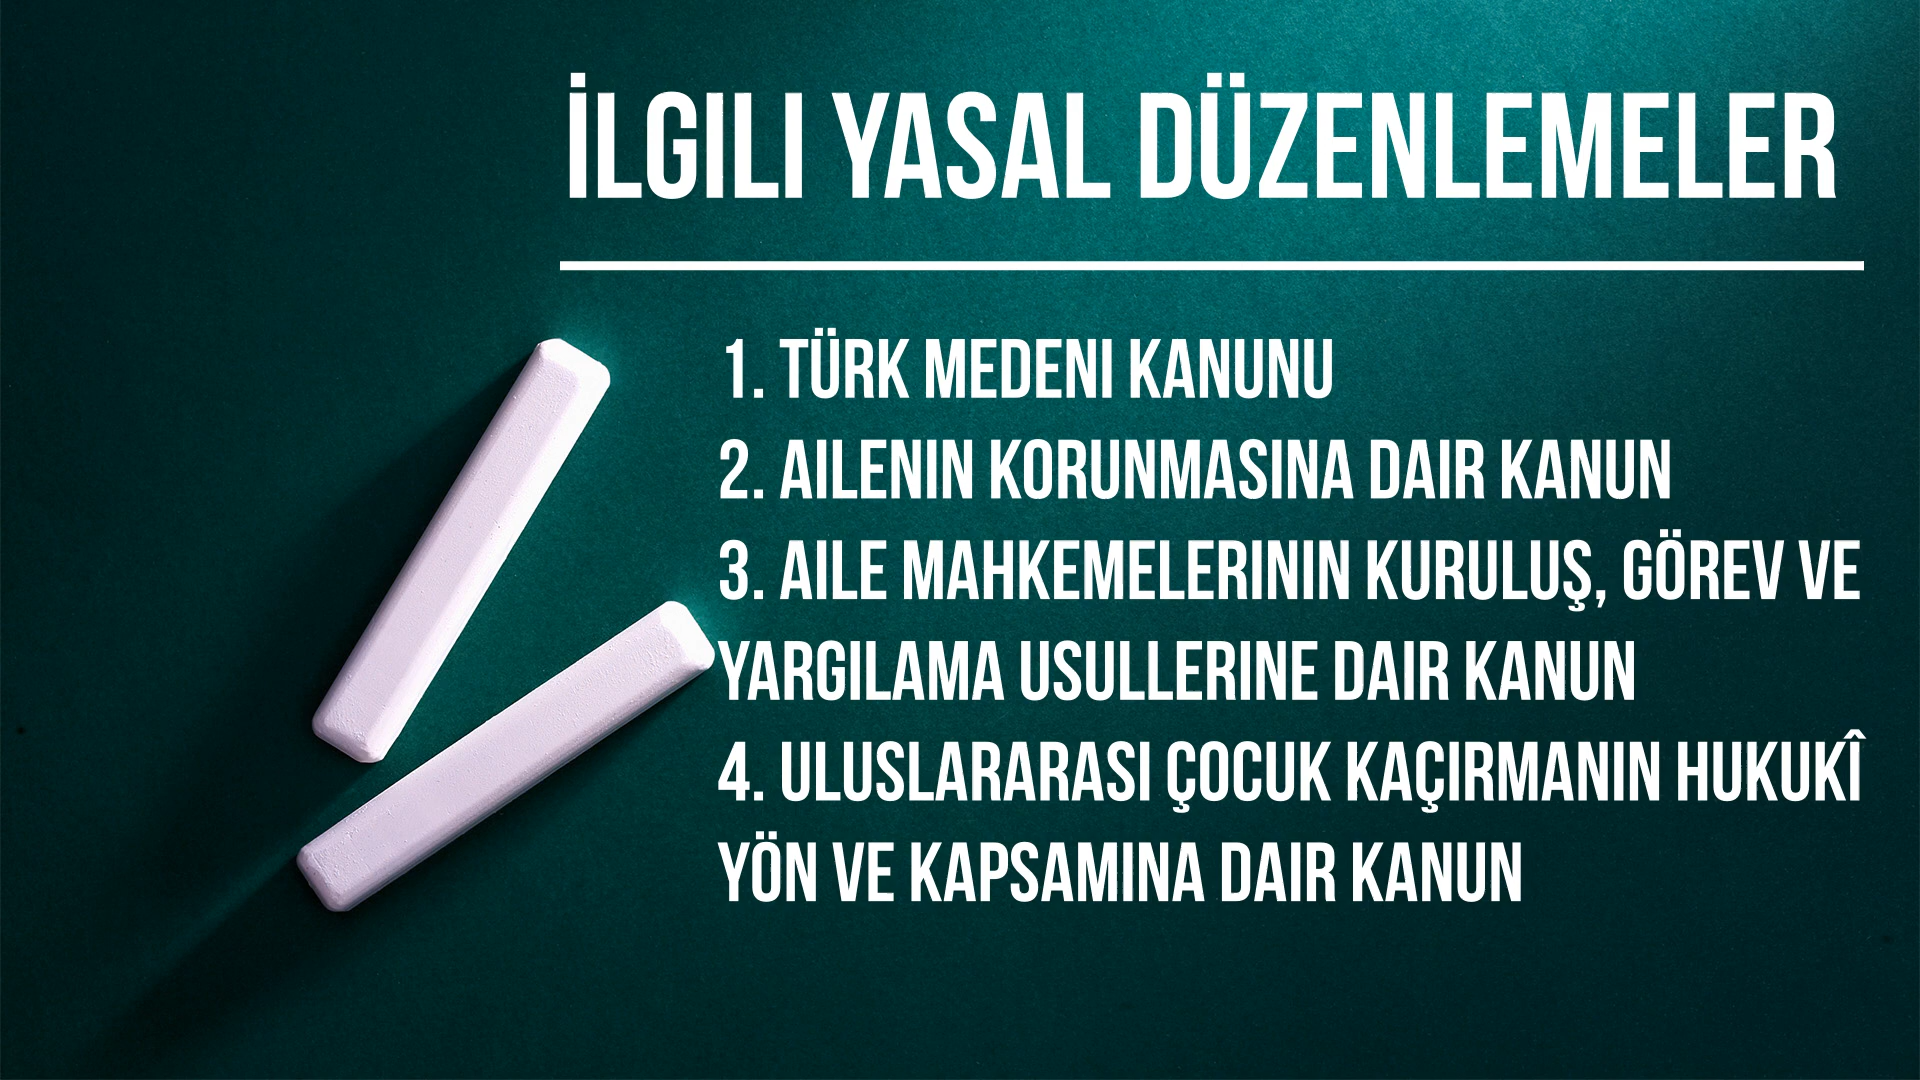 İLGILI YASAL DÜZENLEMELER
1. TÜRK MEDENI KANUNU
2. AILENIN KORUNMASINA DAIR KANUN
3. AILE MAHKEMELERININ KURULUŞ, GÖREV VE
YARGILAMA USULLERINE DAIR KANUN
4. ULUSLARARASI ÇOCUK KAÇIRMANIN HUKUKÎ
YÖN VE KAPSAMINA DAIR KANUN